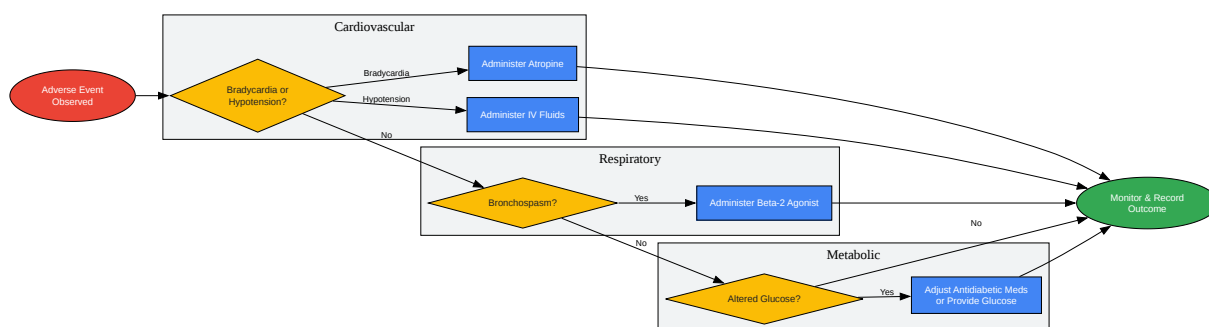 Cardiovascular
Adverse Event
Observed
Bradycardia or
Hypotension?
Bradycardia
Administer Atropine
Hypotension
Administer IV Fluids
No
Respiratory
Bronchospasm?
Yes
Administer Beta-2 Agonist
Monitor & Record
Outcome
No
No
Metabolic
Altered Glucose?
Yes
Adjust Antidiabetic Meds
or Provide Glucose